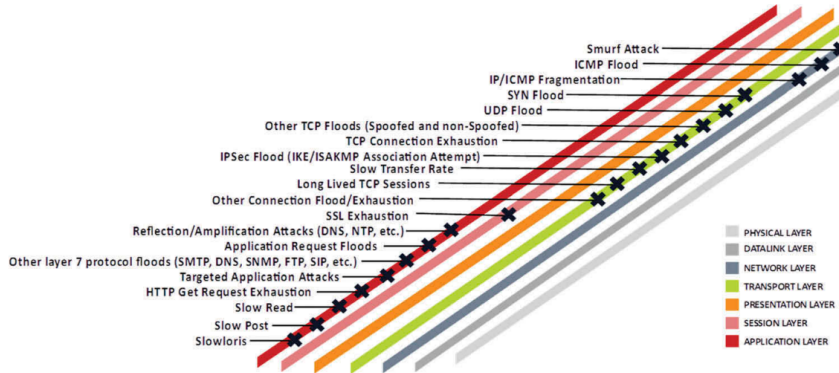 Smurf Attack
ICMP Flood
IP/ICMP Fragmentation
SYN Flood
UDP Flood
Other TCP Floods (Spoofed and non-Spoofed)
TCP Connection Exhaustion
IPSec Flood (IKE/ISAKMP Association Attempt)
Slow Transfer Rate
Long Lived TCP Sessions
Other Connection Flood/Exhaustion
SSL Exhaustion
Reflection/Amplification Attacks (DNS, NTP, etc.)
Application Request Floods
Other layer 7 protocol floods (SMTP, DNS, SNMP, FTP, SIP, etc.)
Targeted Application Attacks
HTTP Get Request Exhaustion
Slow Read
Slow Post
Slowloris
PHYSICAL LAYER
DATALINK LAYER
NETWORK LAYER
TRANSPORT LAYER
PRESENTATION LAYER
SESSION LAYER
APPLICATION LAYER